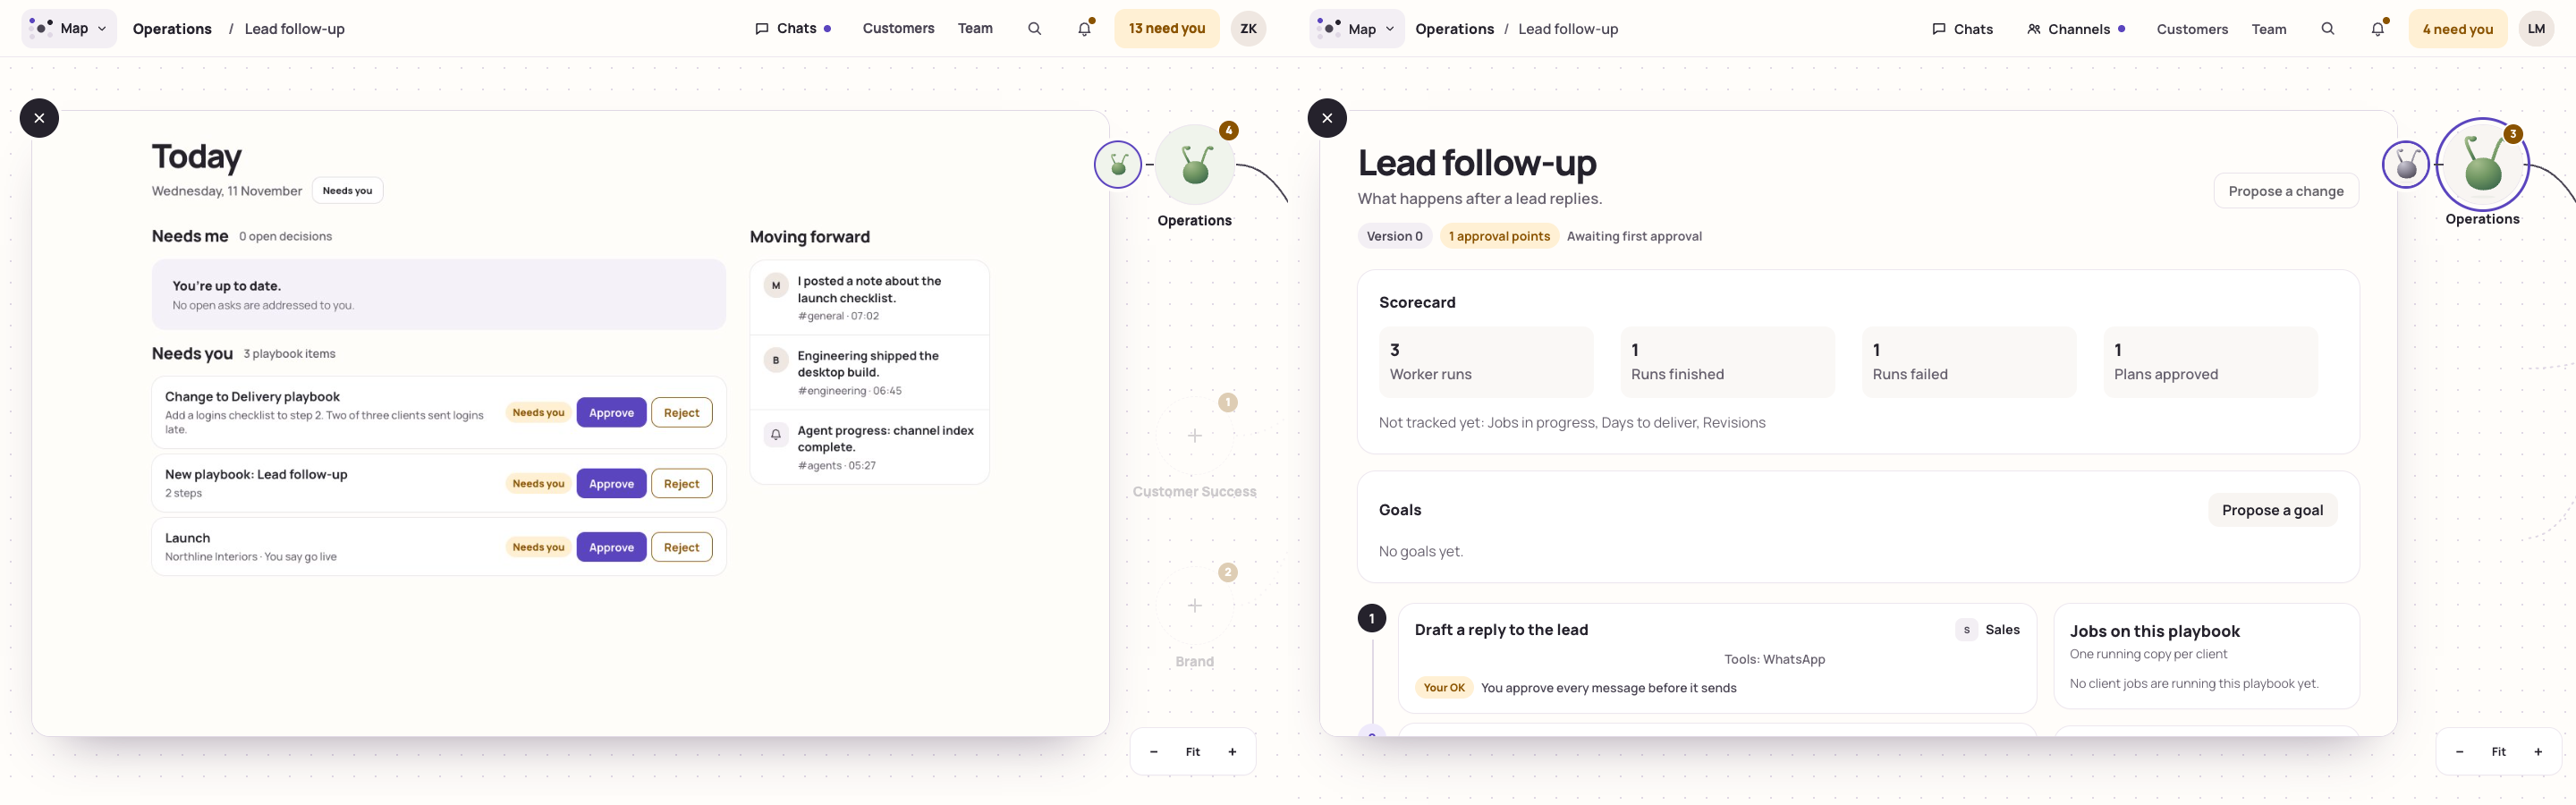 Map
Operations / Lead follow-up
Chats
Customers
Team
13 need you
ZK
Today
Wednesday, 11 November
Needs you
Needs me 0 open decisions
You're up to date.
No open asks are addressed to you.
Needs you 3 playbook items
Change to Delivery playbook
Add a logins checklist to step 2. Two of three clients sent logins
late.
Needs you
Approve
Reject
New playbook: Lead follow-up
2 steps
Needs you
Approve
Reject
Launch
Northline Interiors · You say go live
Needs you
Approve
Reject
Moving forward
M
I posted a note about the
launch checklist.
#general · 07:02
B
Engineering shipped the
desktop build.
#engineering · 06:45
Agent progress: channel index
complete.
#agents · 05:27
4
Operations
1
+
Customer Success
2
+
Brand
− Fit +
Map
Operations / Lead follow-up
Chats
Channels
Customers
Team
4 need you
LM
Lead follow-up
What happens after a lead replies.
Propose a change
Version 0
1 approval points
Awaiting first approval
Scorecard
3
Worker runs
1
Runs finished
1
Runs failed
1
Plans approved
Not tracked yet: Jobs in progress, Days to deliver, Revisions
Goals
Propose a goal
No goals yet.
1
Draft a reply to the lead
S Sales
Tools: WhatsApp
Your OK
You approve every message before it sends
Jobs on this playbook
One running copy per client
No client jobs are running this playbook yet.
3
Operations
− Fit +